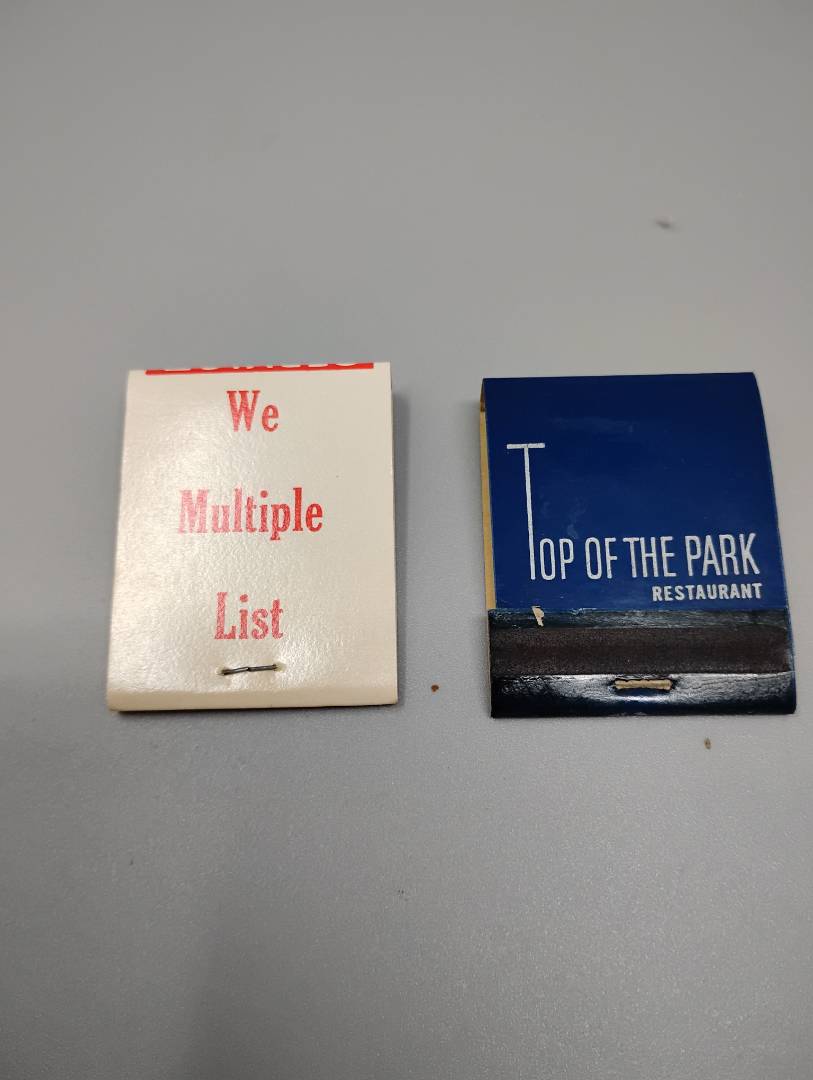 We
Multiple
List
TOP OF THE PARK
RESTAURANT